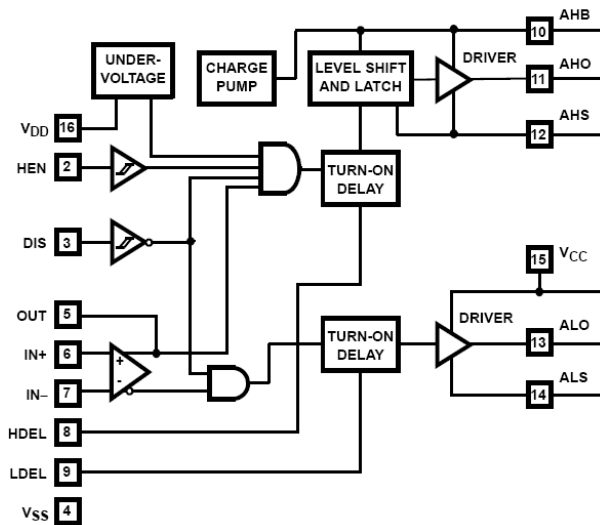 AHB
10
UNDER-
VOLTAGE
CHARGE
PUMP
LEVEL SHIFT
AND LATCH
DRIVER
AHO
11
AHS
12
VDD
16
HEN
2
TURN-ON
DELAY
DIS
3
VCC
15
OUT
5
DRIVER
IN+
6
+
-
TURN-ON
DELAY
ALO
13
IN–
7
ALS
14
HDEL
8
LDEL
9
VSS
4